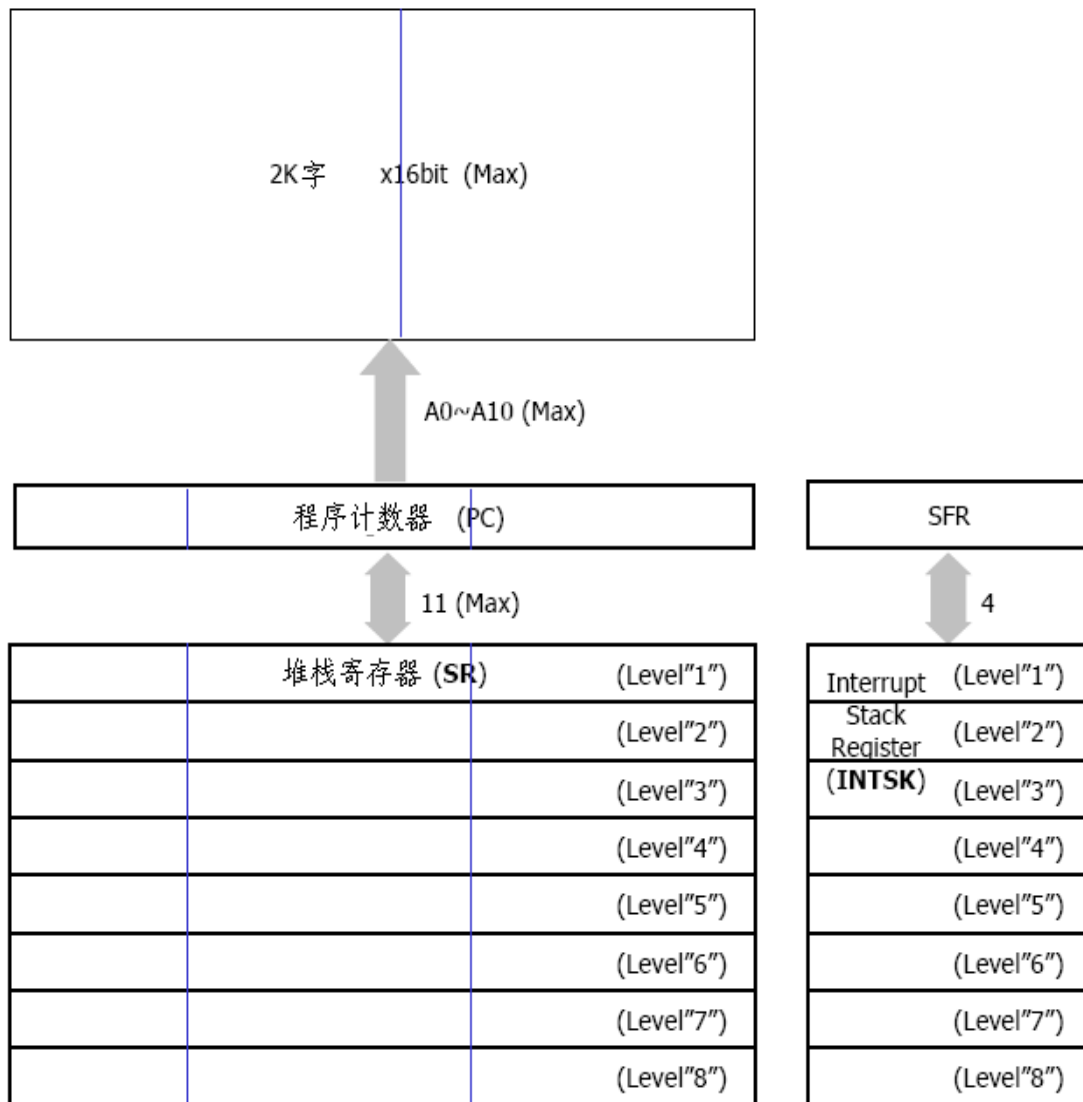 2K字 x16bit (Max)
A0~A10 (Max)
程序计数器 (PC)
SFR
11 (Max)
4
堆栈寄存器 (SR) (Level"1")
(Level"2")
(Level"3")
(Level"4")
(Level"5")
(Level"6")
(Level"7")
(Level"8")
Interrupt
Stack
Register
(INTSK)
(Level"1")
(Level"2")
(Level"3")
(Level"4")
(Level"5")
(Level"6")
(Level"7")
(Level"8")